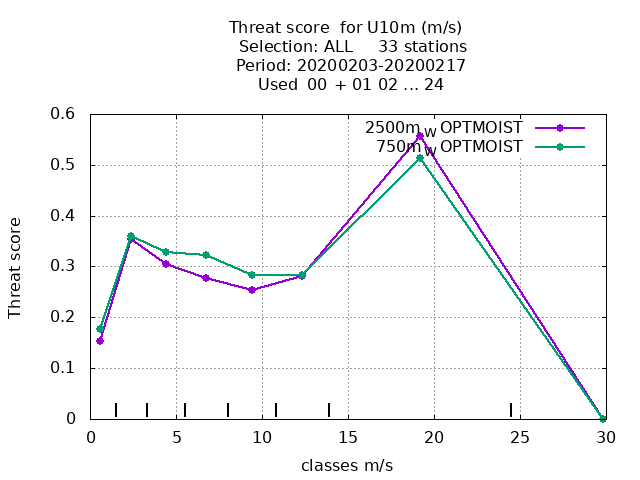 Threat score for U10m (m/s)
Selection: ALL 33 stations
Period: 20200203-20200217
Used 00 + 01 02 ... 24
2500m_w OPTMOIST
750m_w OPTMOIST
Threat score
0.6
0.5
0.4
0.3
0.2
0.1
0
0 5 10 15 20 25 30
classes m/s